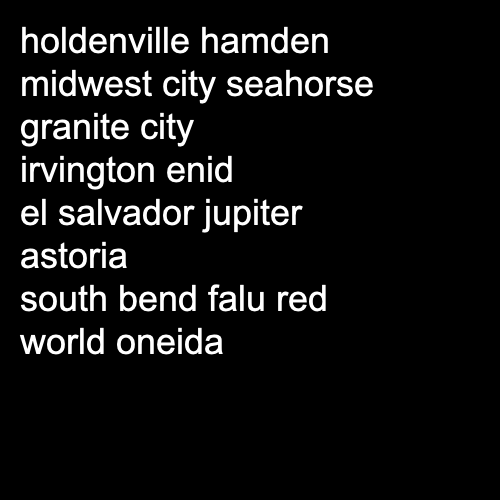 holdenville hamden
midwest city seahorse
granite city
irvington enid
el salvador jupiter
astoria
south bend falu red
world oneida